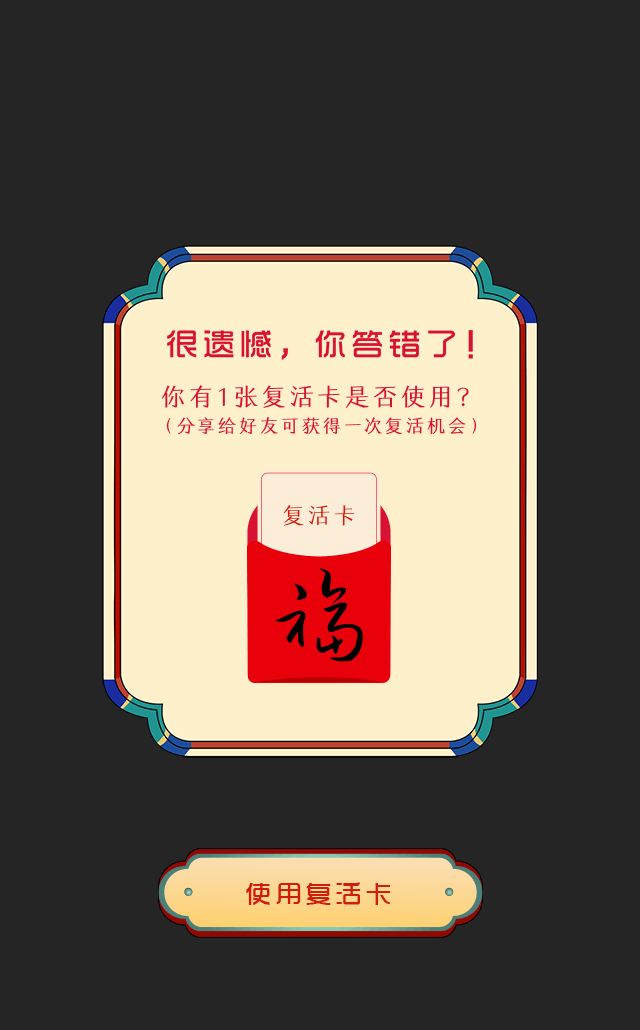 很遗憾，你答错了！
你有1张复活卡是否使用？
（分享给好友可获得一次复活机会）
复活卡
福
使用复活卡